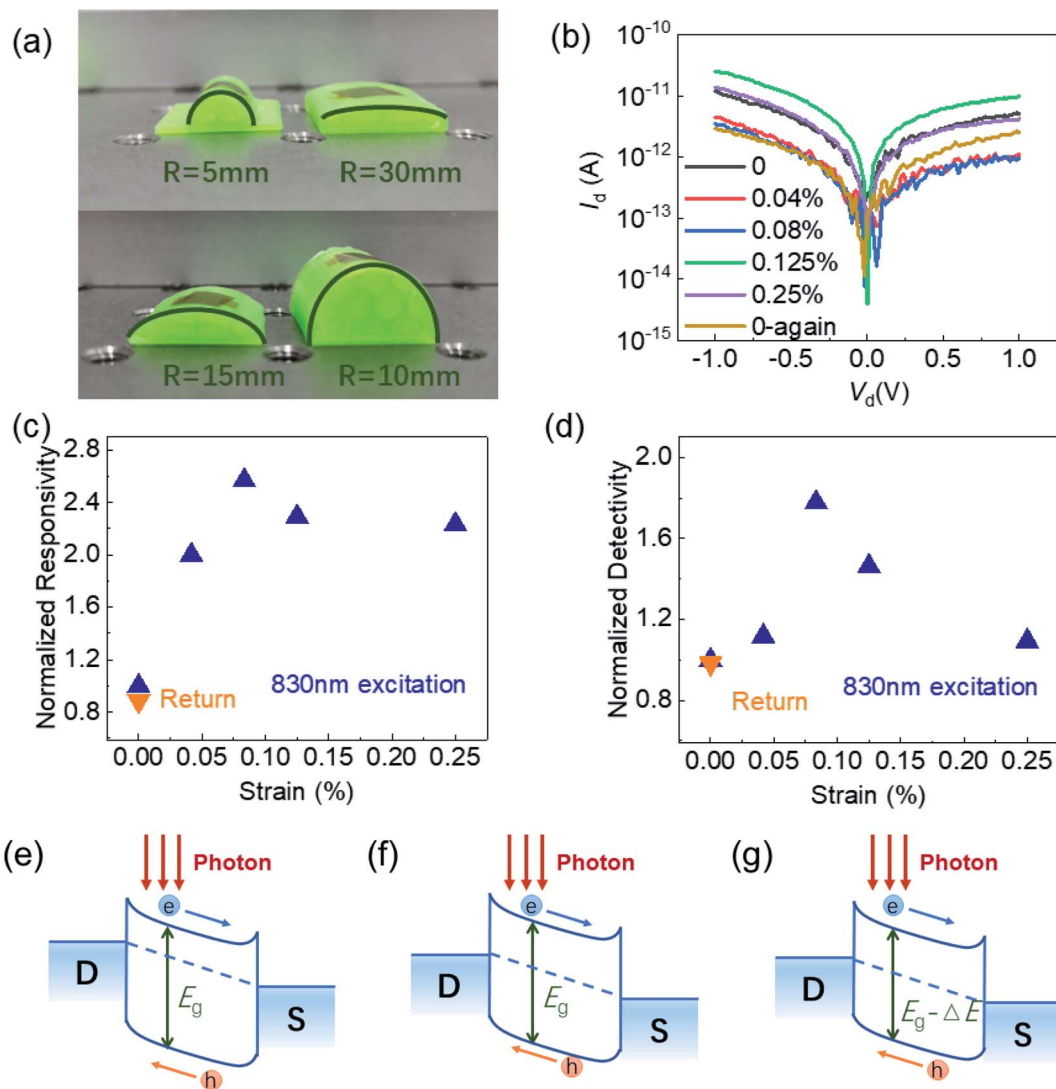 (a)
R=5mm
R=30mm
R=15mm
R=10mm
(b)
10⁻¹⁰
10⁻¹¹
10⁻¹²
10⁻¹³
10⁻¹⁴
10⁻¹⁵
I_d (A)
0
0.04%
0.08%
0.125%
0.25%
0-again
-1.0
-0.5
0.0
0.5
1.0
V_d(V)
(c)
Normalized Responsivity
2.8
2.4
2.0
1.6
1.2
0.8
830nm excitation
Return
0.00
0.05
0.10
0.15
0.20
0.25
Strain (%)
(d)
Normalized Detectivity
2.0
1.6
1.2
0.8
Return
830nm excitation
0.00
0.05
0.10
0.15
0.20
0.25
Strain (%)
(e)
Photon
e
D
E_g
S
h
(f)
Photon
e
D
E_g
S
h
(g)
Photon
e
D
E_g - △E
S
h